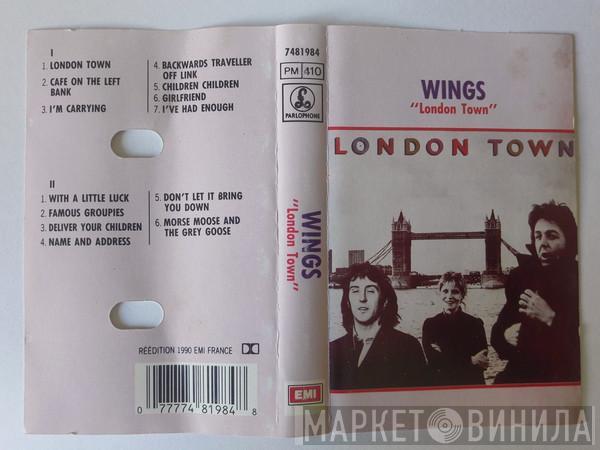 I
1. LONDON TOWN
2. CAFE ON THE LEFT
BANK
3. I'M CARRYING
4. BACKWARDS TRAVELLER
OFF LINK
5. CHILDREN CHILDREN
6. GIRLFRIEND
7. I'VE HAD ENOUGH
II
1. WITH A LITTLE LUCK
2. FAMOUS GROUPIES
3. DELIVER YOUR CHILDREN
4. NAME AND ADDRESS
5. DON'T LET IT BRING
YOU DOWN
6. MORSE MOOSE AND
THE GREY GOOSE
RÉÉDITION 1990 EMI FRANCE
0 77774 81984 8
7481984
PM 410
PARLOPHONE
WINGS
"London Town"
EMI
WINGS
"London Town"
LONDON TOWN
МАРКЕТ ВИНИЛА